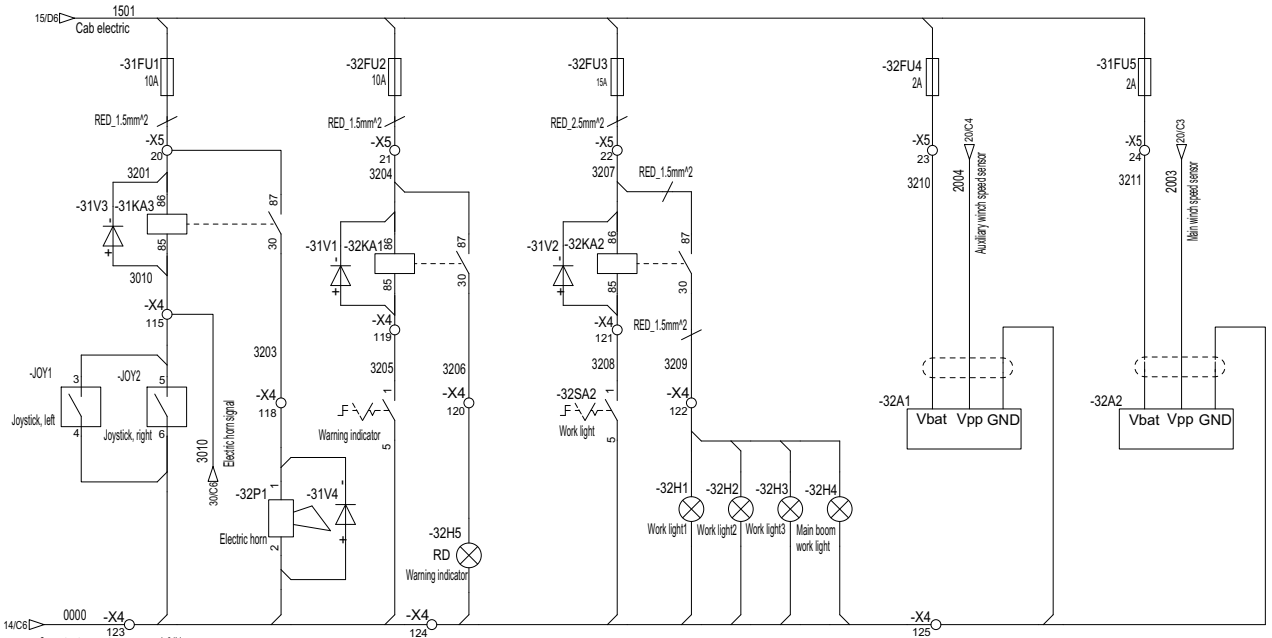 15/D6
1501
Cab electric
-31FU1
10A
-32FU2
10A
-32FU3
15A
-32FU4
2A
-31FU5
2A
RED_1.5mm^2
RED_1.5mm^2
RED_2.5mm^2
-X5
20
-X5
21
-X5
22
-X5
23
-X5
24
20/C4
20/C3
3201
3204
3207
RED_1.5mm^2
3210
2004
Auxiliary winch speed sensor
3211
2003
Main winch speed sensor
-31V3
-
+
-31KA3
86
85
87
30
3010
-31V1
-
+
-32KA1
86
85
87
30
-31V2
-
+
-32KA2
86
85
87
30
-X4
115
-X4
119
-X4
121
RED_1.5mm^2
3203
3205
3206
3208
3209
-JOY1
3
4
Joystick, left
-JOY2
5
6
Joystick, right
3010
Electric horn signal
30/C6
-X4
118
1
5
Warning indicator
-X4
120
-32SA2
1
5
Work light
-X4
122
-32A1
Vbat Vpp GND
-32A2
Vbat Vpp GND
-32P1
1
2
Electric horn
-31V4
-
+
-32H5
RD
Warning indicator
-32H1
Work light1
-32H2
Work light2
-32H3
Work light3
-32H4
Main boom
work light
14/C6
0000
-X4
123
-X4
124
-X4
125